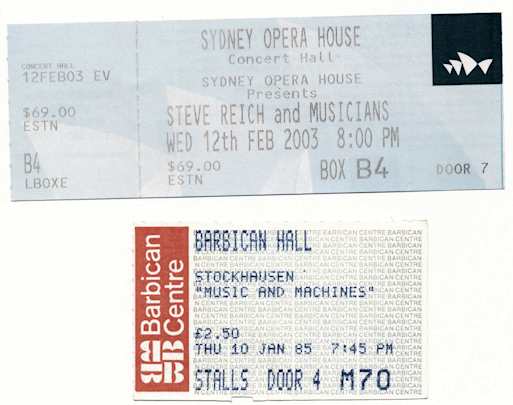 SYDNEY OPERA HOUSE
Concert Hall
CONCERT HALL
12FEB03 EV
SYDNEY OPERA HOUSE
Presents
$69.00
ESTN
STEVE REICH and MUSICIANS
WED 12th FEB 2003 8:00 PM
B4
LBOXE
$69.00
ESTN
BOX B4
DOOR 7
Barbican
Centre
BARBICAN HALL
STOCKHAUSEN
"MUSIC AND MACHINES"
£2.50
THU 10 JAN 85 7:45 PM
STALLS DOOR 4 M70